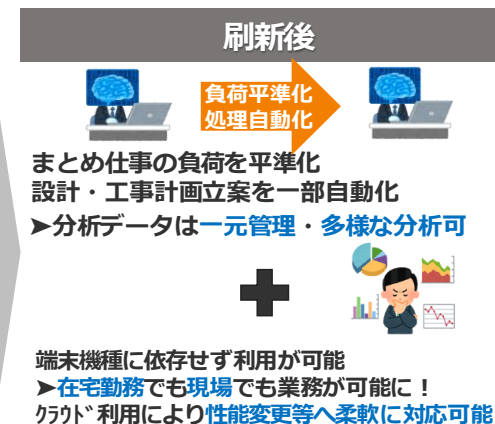 刷新後
負荷平準化
処理自動化
まとめ仕事の負荷を平準化
設計・工事計画立案を一部自動化
➤分析データは一元管理・多様な分析可
端末機種に依存せず利用が可能
➤在宅勤務でも現場でも業務が可能に！
ｸﾗｳﾄﾞ利用により性能変更等へ柔軟に対応可能